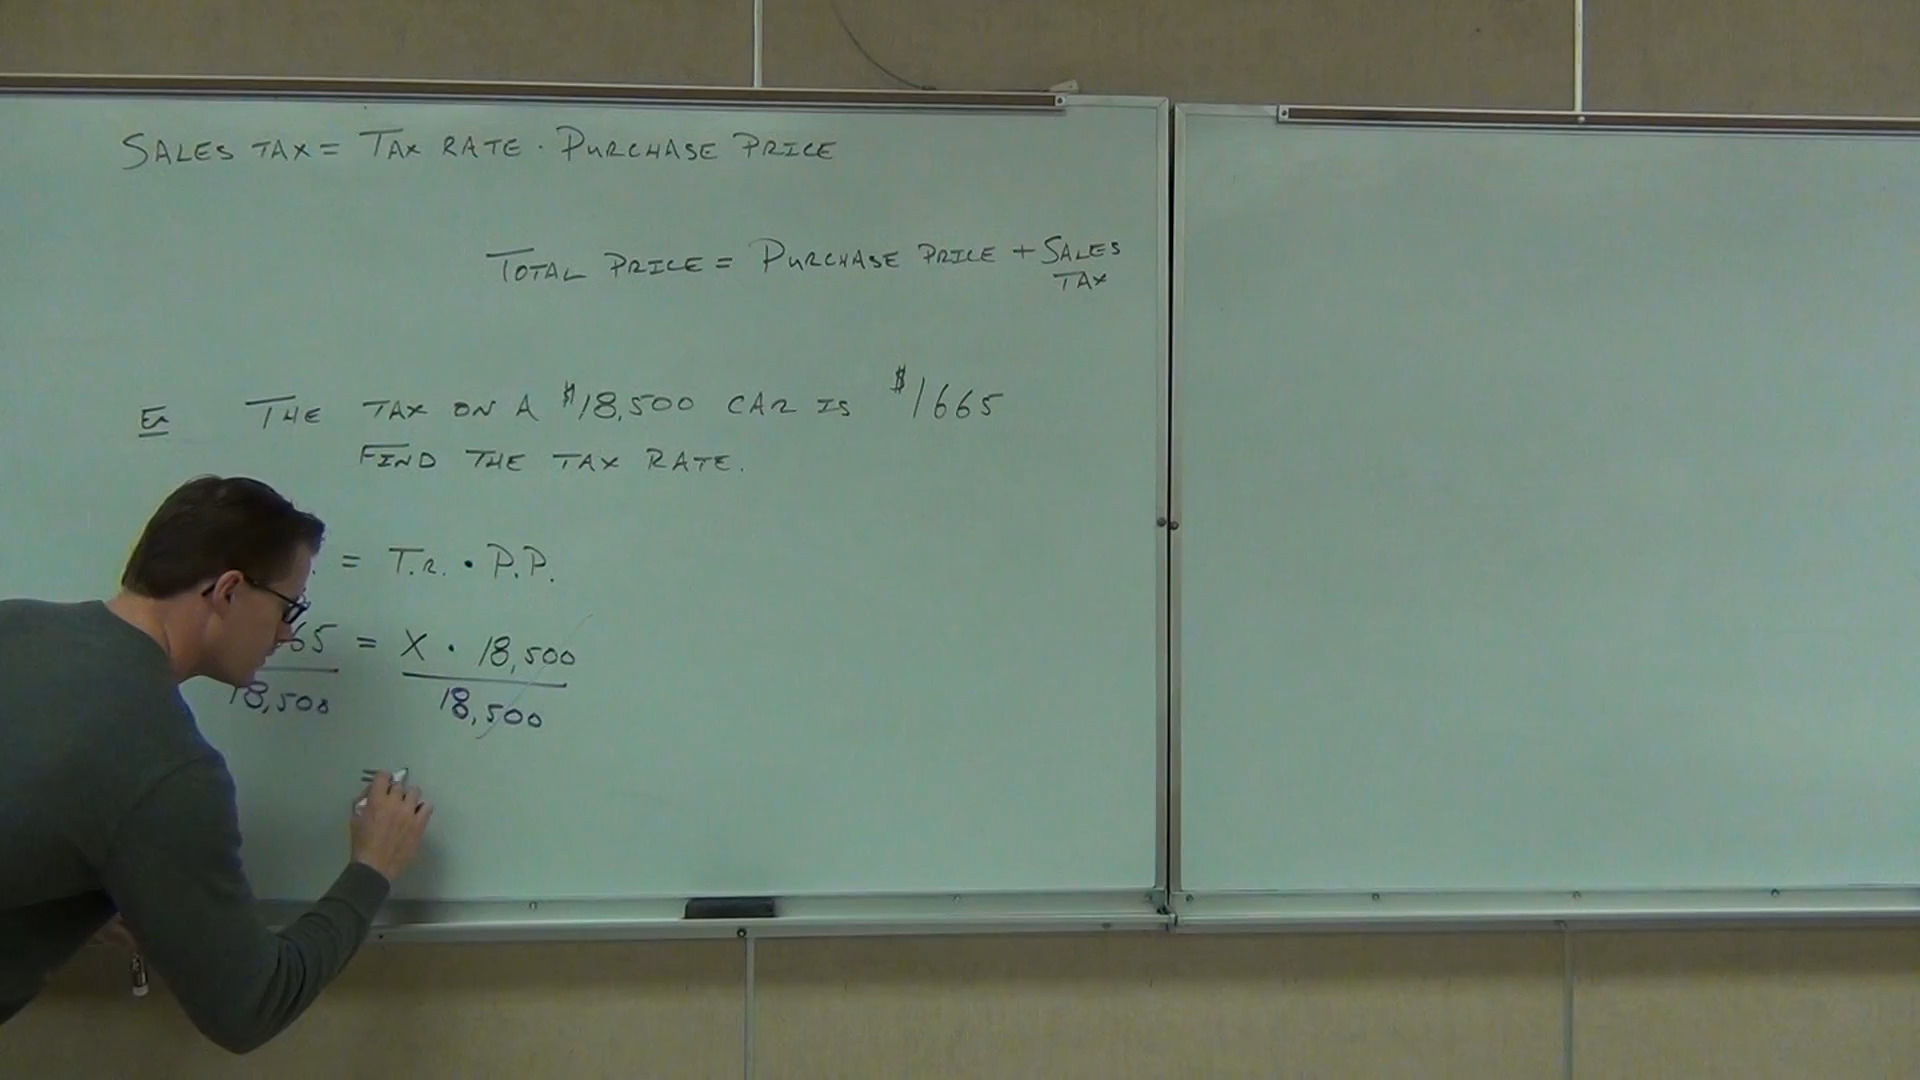 SALES TAX = TAX RATE · PURCHASE PRICE
TOTAL PRICE = PURCHASE PRICE + SALES
TAX
Ex THE TAX ON A $18,500 CAR IS $1665
FIND THE TAX RATE.
= T.R. · P.P.
65 = X · 18,500
18,500 18,500
=